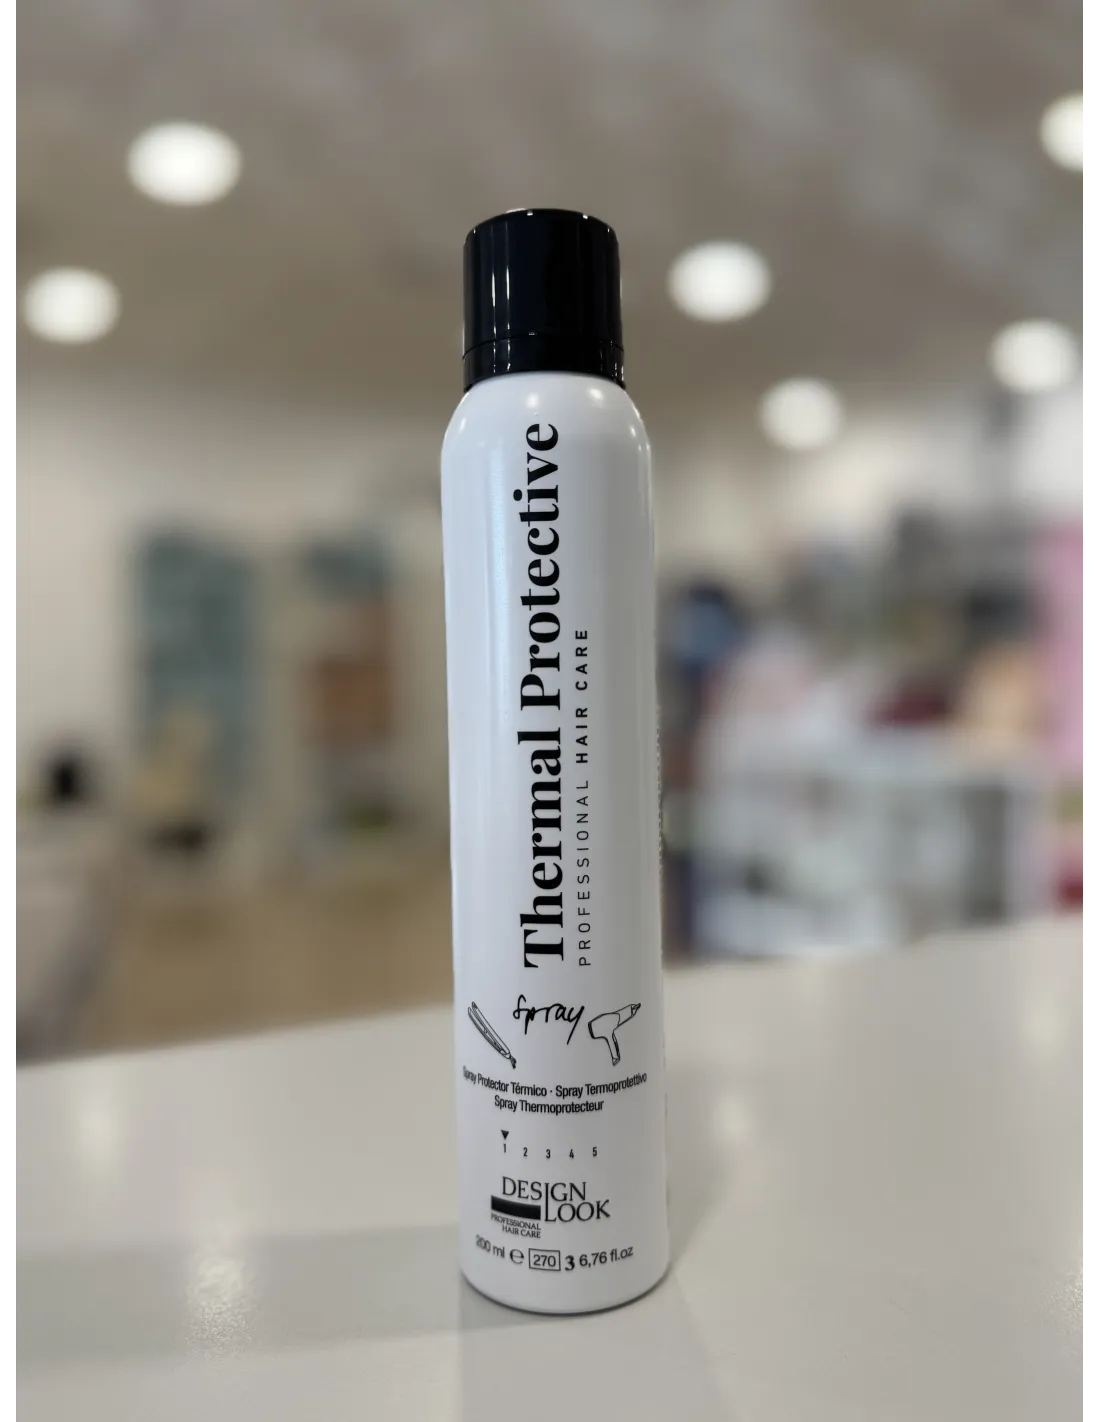 Thermal Protective
PROFESSIONAL HAIR CARE
Spray
Spray Protector Térmico · Spray Termoprotettivo
Spray Thermoprotecteur
1 2 3 4 5
DESIGN
LOOK
PROFESSIONAL
HAIR CARE
200 ml ℮ 270 3 6,76 fl.oz